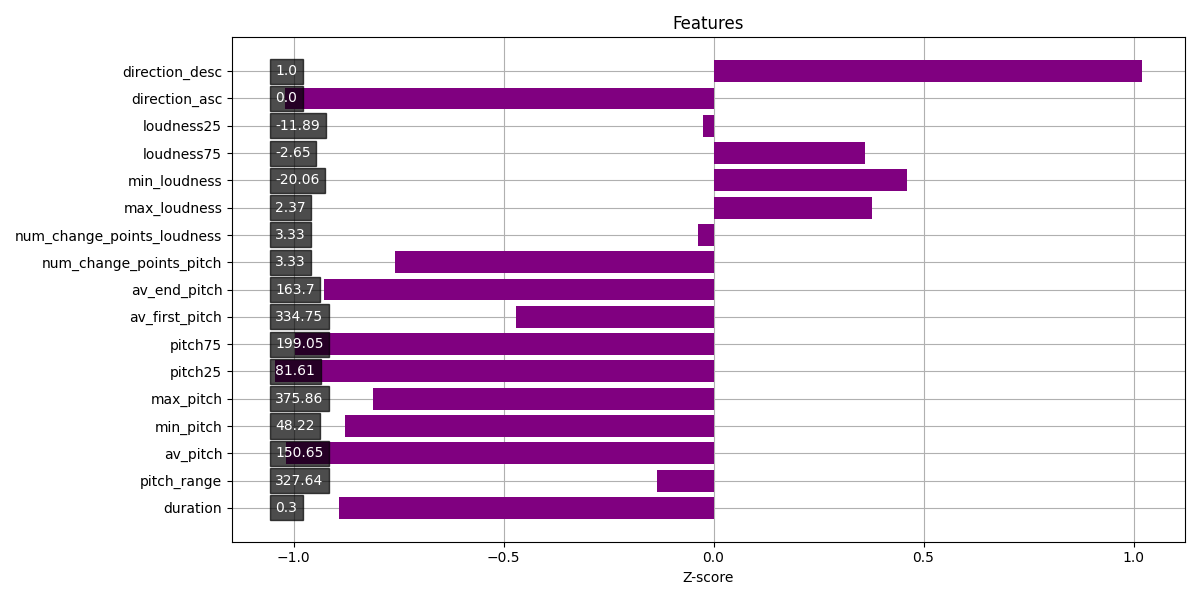 Features
direction_desc 1.0
direction_asc 0.0
loudness25 -11.89
loudness75 -2.65
min_loudness -20.06
max_loudness 2.37
num_change_points_loudness 3.33
num_change_points_pitch 3.33
av_end_pitch 163.7
av_first_pitch 334.75
pitch75 199.05
pitch25 81.61
max_pitch 375.86
min_pitch 48.22
av_pitch 150.65
pitch_range 327.64
duration 0.3
−1.0 −0.5 0.0 0.5 1.0
Z-score